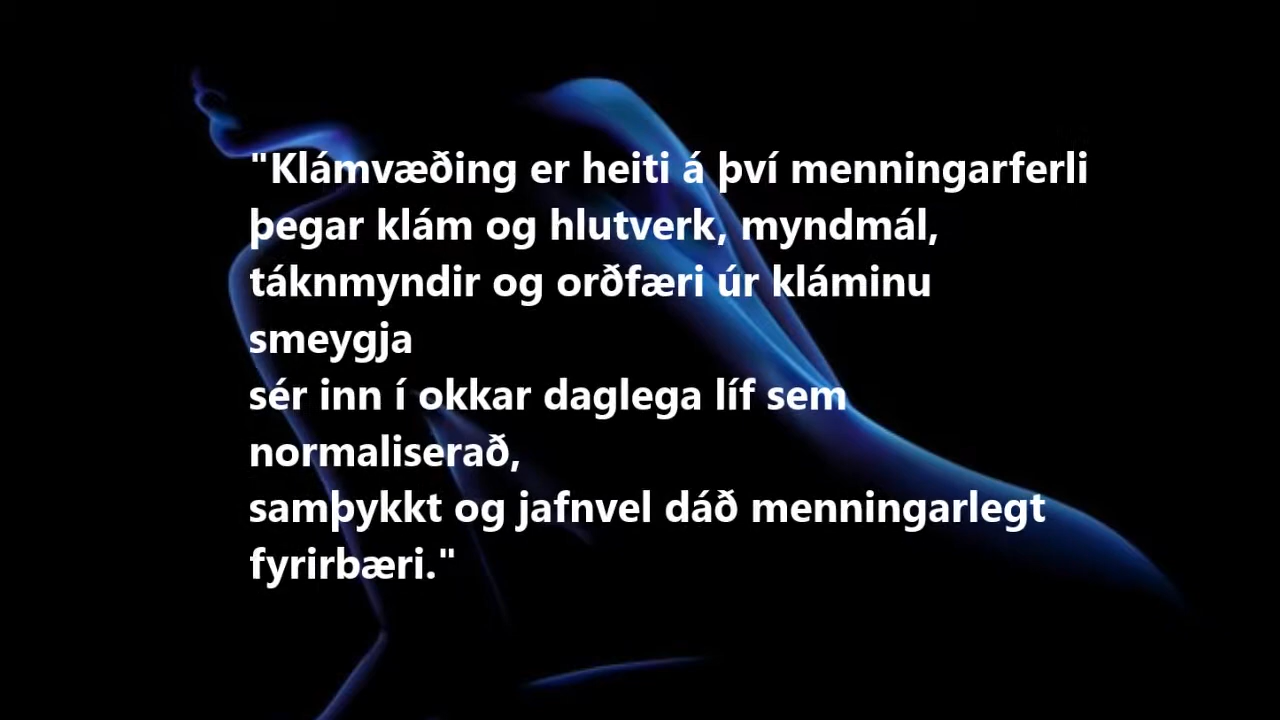 "Klámvæðing er heiti á því menningarferli
þegar klám og hlutverk, myndmál,
táknmyndir og orðfæri úr kláminu
smeygja
sér inn í okkar daglega líf sem
normaliserað,
samþykkt og jafnvel dáð menningarlegt
fyrirbæri."